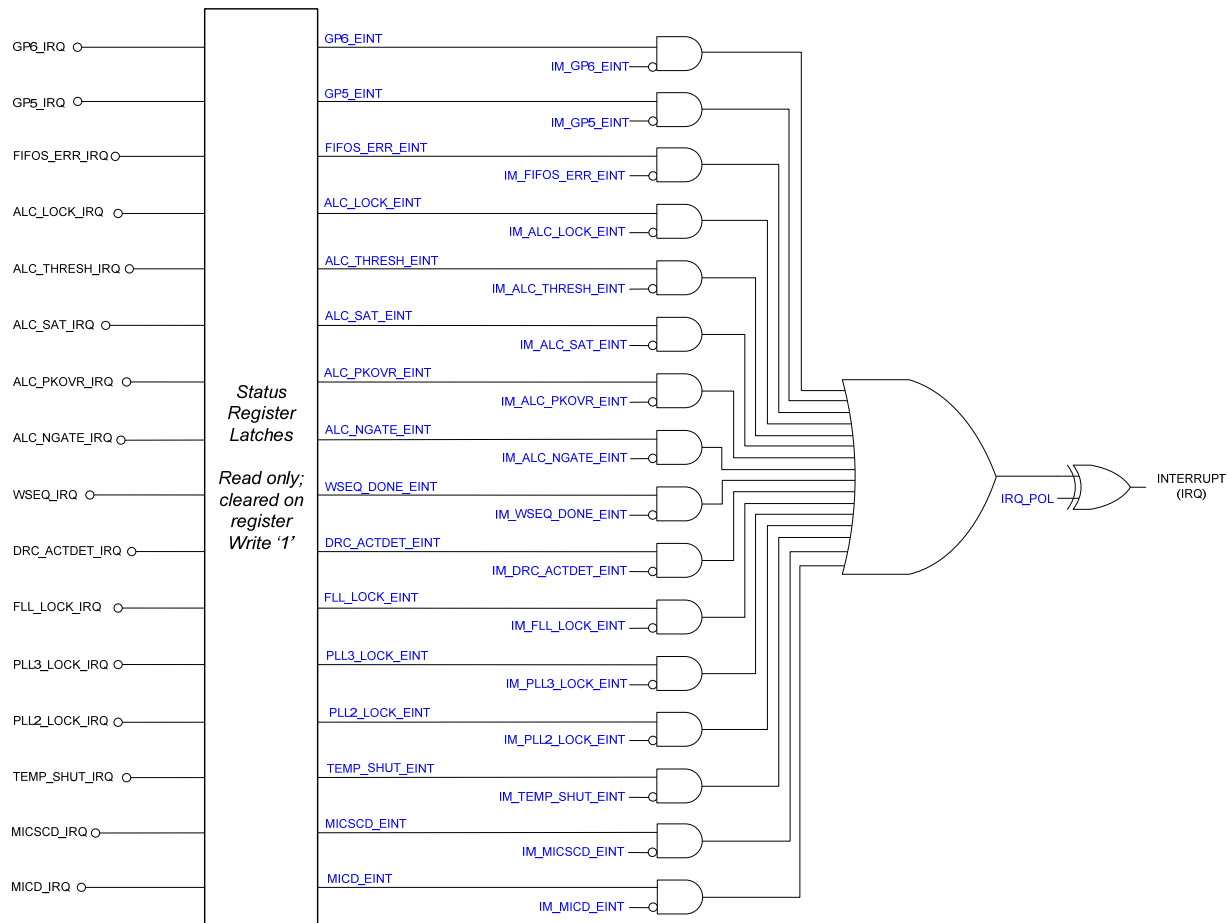 GP6_IRQ
GP6_EINT
IM_GP6_EINT
GP5_IRQ
GP5_EINT
IM_GP5_EINT
FIFOS_ERR_IRQ
FIFOS_ERR_EINT
IM_FIFOS_ERR_EINT
ALC_LOCK_IRQ
ALC_LOCK_EINT
IM_ALC_LOCK_EINT
ALC_THRESH_IRQ
ALC_THRESH_EINT
IM_ALC_THRESH_EINT
ALC_SAT_IRQ
ALC_SAT_EINT
IM_ALC_SAT_EINT
ALC_PKOVR_IRQ
ALC_PKOVR_EINT
IM_ALC_PKOVR_EINT
ALC_NGATE_IRQ
ALC_NGATE_EINT
IM_ALC_NGATE_EINT
WSEQ_IRQ
WSEQ_DONE_EINT
IM_WSEQ_DONE_EINT
DRC_ACTDET_IRQ
DRC_ACTDET_EINT
IM_DRC_ACTDET_EINT
FLL_LOCK_IRQ
FLL_LOCK_EINT
IM_FLL_LOCK_EINT
PLL3_LOCK_IRQ
PLL3_LOCK_EINT
IM_PLL3_LOCK_EINT
PLL2_LOCK_IRQ
PLL2_LOCK_EINT
IM_PLL2_LOCK_EINT
TEMP_SHUT_IRQ
TEMP_SHUT_EINT
IM_TEMP_SHUT_EINT
MICSCD_IRQ
MICSCD_EINT
IM_MICSCD_EINT
MICD_IRQ
MICD_EINT
IM_MICD_EINT
Status
Register
Latches
Read only;
cleared on
register
Write ‘1’
IRQ_POL
INTERRUPT
(IRQ)